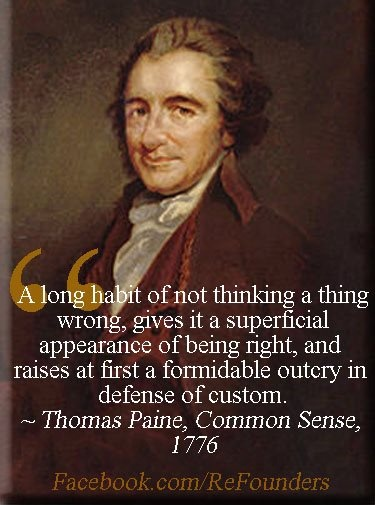 “
A long habit of not thinking a thing
wrong, gives it a superficial
appearance of being right, and
raises at first a formidable outcry in
defense of custom.
~ Thomas Paine, Common Sense,
1776
Facebook.com/ReFounders